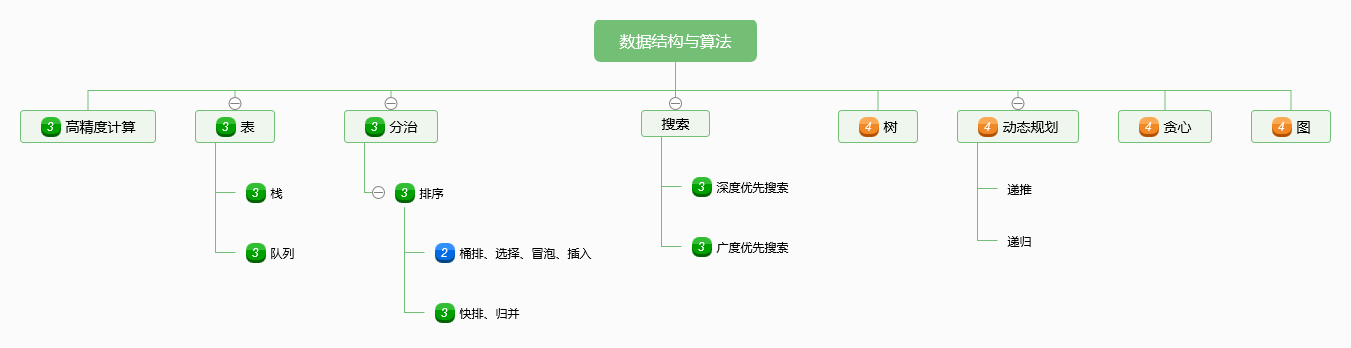 数据结构与算法
3 高精度计算
3 表
3 分治
搜索
4 树
4 动态规划
4 贪心
4 图
3 栈
3 排序
3 深度优先搜索
递推
3 队列
2 桶排、选择、冒泡、插入
3 广度优先搜索
递归
3 快排、归并